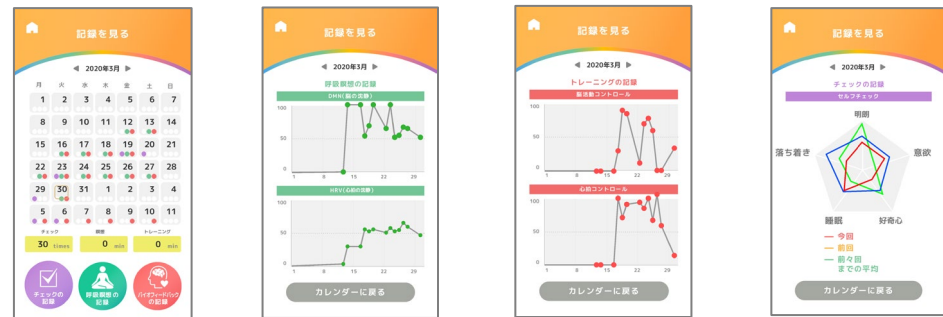 記録を見る
◀ 2020年3月 ▶
月 火 水 木 金 土 日
1 2 3 4 5 6 7
8 9 10 11 12 13 14
15 16 17 18 19 20 21
22 23 24 25 26 27 28
29 30 31 1 2 3 4
5 6 7 8 9 10 11
チェック 瞑想 トレーニング
30 times 0 min 0 min
チェックの
記録
呼吸瞑想の
記録
バイオフィードバック
の記録
記録を見る
◀ 2020年3月 ▶
呼吸瞑想の記録
DMN(脳の沈静)
100
50
0
1 8 15 22 29
HRV(心拍の沈静)
100
50
0
1 8 15 22 29
カレンダーに戻る
記録を見る
◀ 2020年3月 ▶
トレーニングの記録
脳活動コントロール
100
50
0
1 8 15 22 29
心拍コントロール
100
50
0
1 8 15 22 29
カレンダーに戻る
記録を見る
◀ 2020年3月 ▶
チェックの記録
セルフチェック
明朗
落ち着き 意欲
睡眠 好奇心
今回
前回
前々回
までの平均
カレンダーに戻る